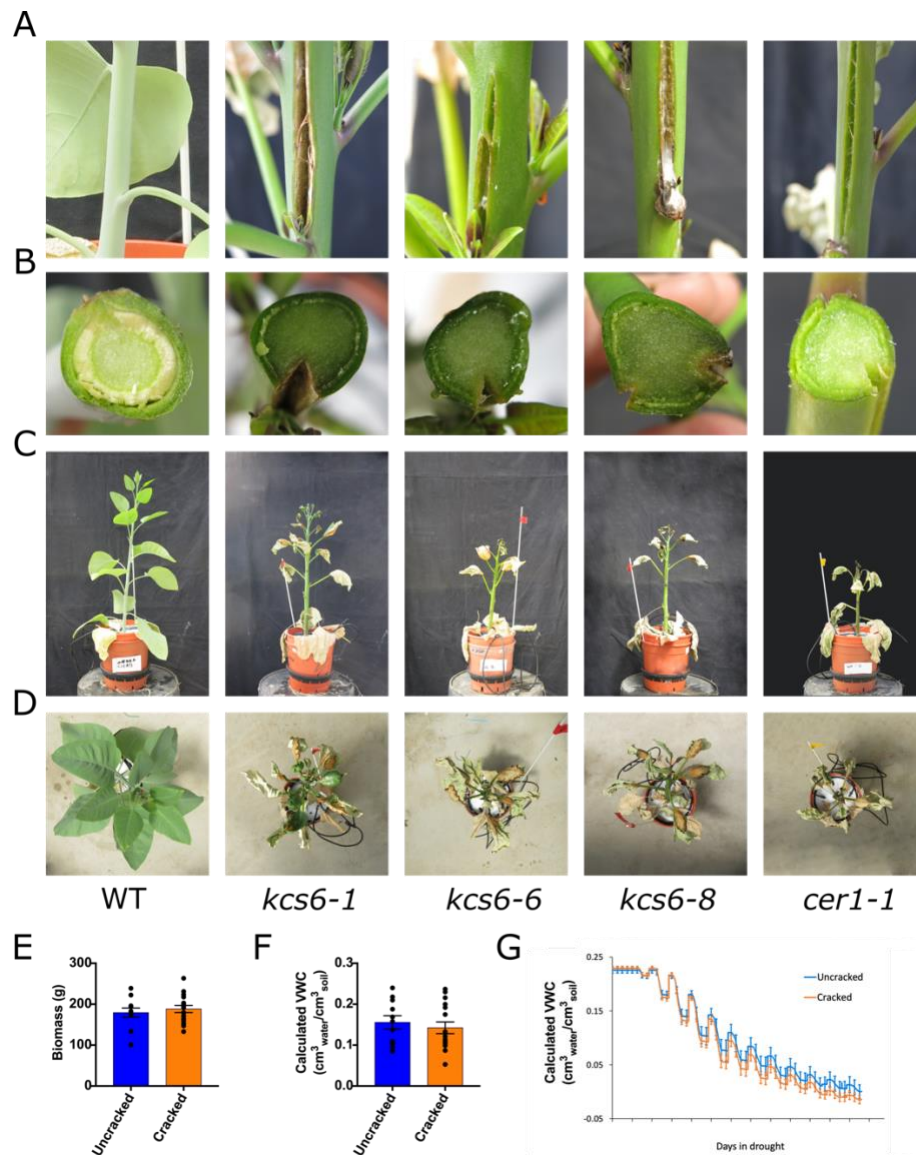 A
B
C
D
WT
kcs6-1
kcs6-6
kcs6-8
cer1-1
E
Biomass (g)
300
200
100
0
Uncracked
Cracked
F
Calculated VWC
(cm³water/cm³soil)
0.3
0.2
0.1
0.0
Uncracked
Cracked
G
Calculated VWC
(cm³water/cm³soil)
0.25
0.15
0.05
-0.05
Uncracked
Cracked
Days in drought